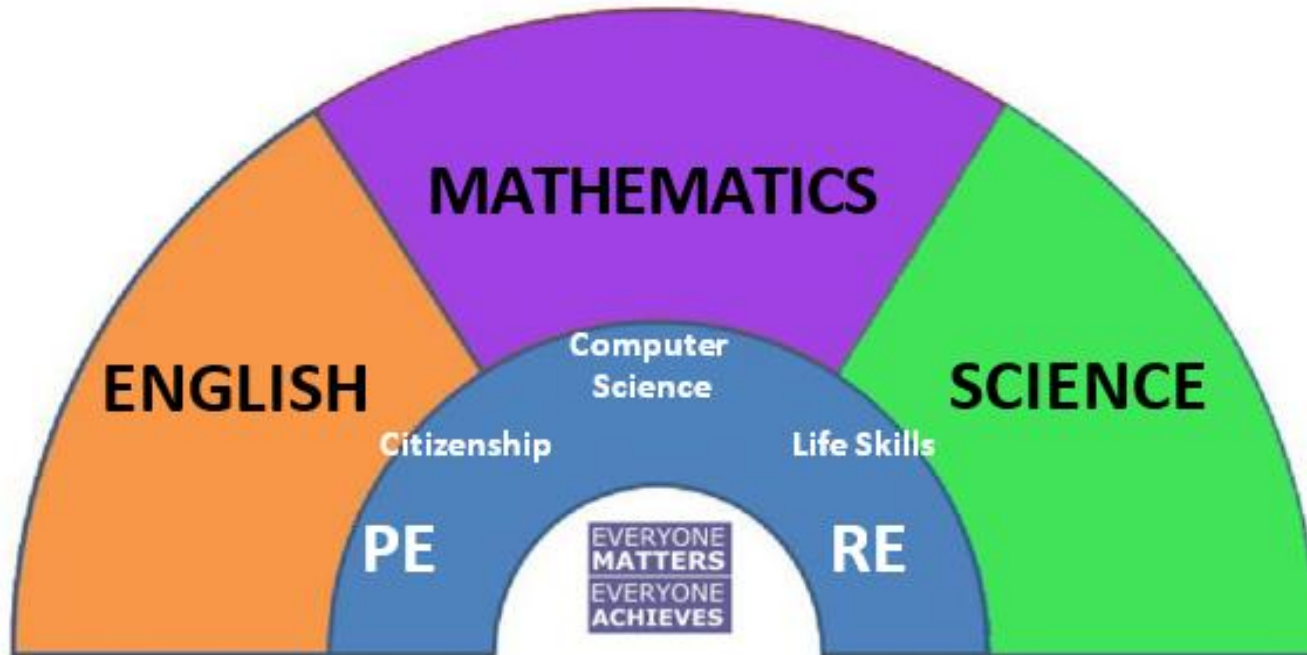 MATHEMATICS
ENGLISH
SCIENCE
Computer
Science
Citizenship
Life Skills
PE
RE
EVERYONE
MATTERS
EVERYONE
ACHIEVES